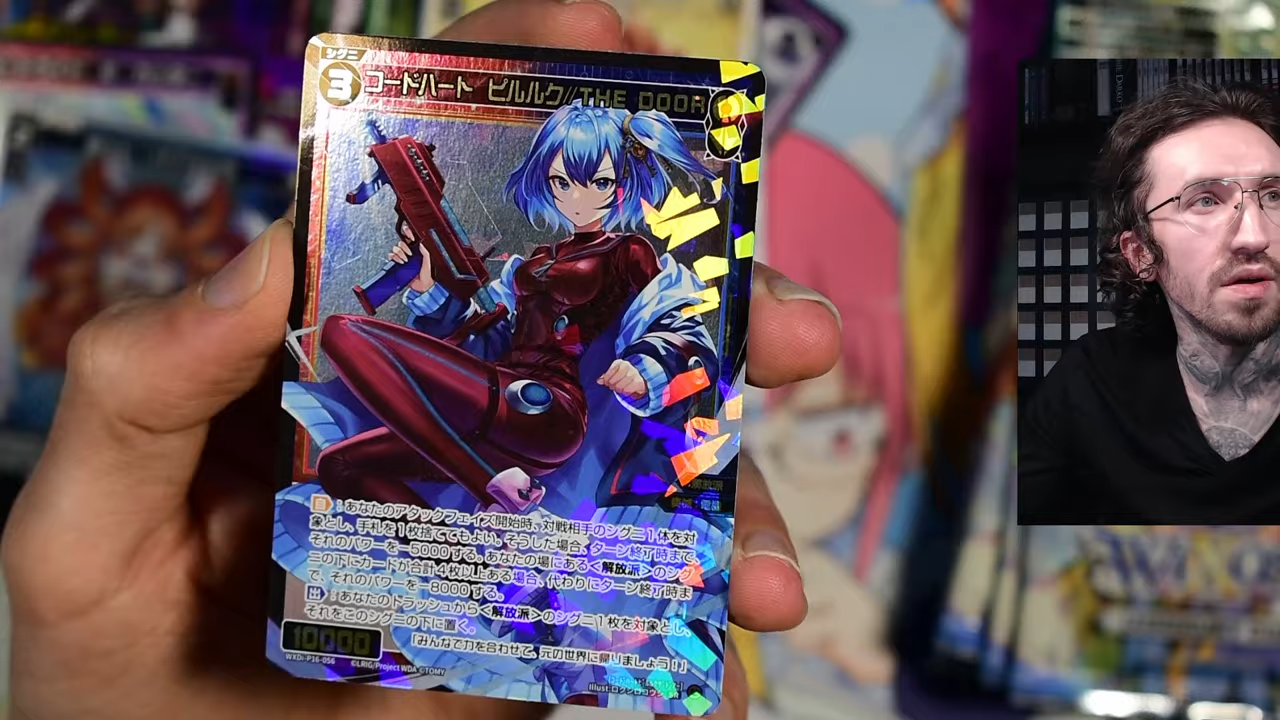 シグニ
3
コードハート ピルルク//THE DOOR
自:あなたのアタックフェイズ開始時、対戦相手のシグニ1体を対
象とし、手札を1枚捨ててもよい。そうした場合、ターン終了時まで、
それのパワーを-5000する。あなたの場にある<解放派>のシグ
ニの下にカードが合計4枚以上ある場合、代わりにターン終了時ま
で、それのパワーを-8000する。
出:あなたのトラッシュから<解放派>のシグニ1枚を対象とし、
それをこのシグニの下に置く。
「みんなで力を合わせて、元の世界に帰りましょう!」
10000
WXDi-P16-056 ©LRIG/Project WDA ©TOMY